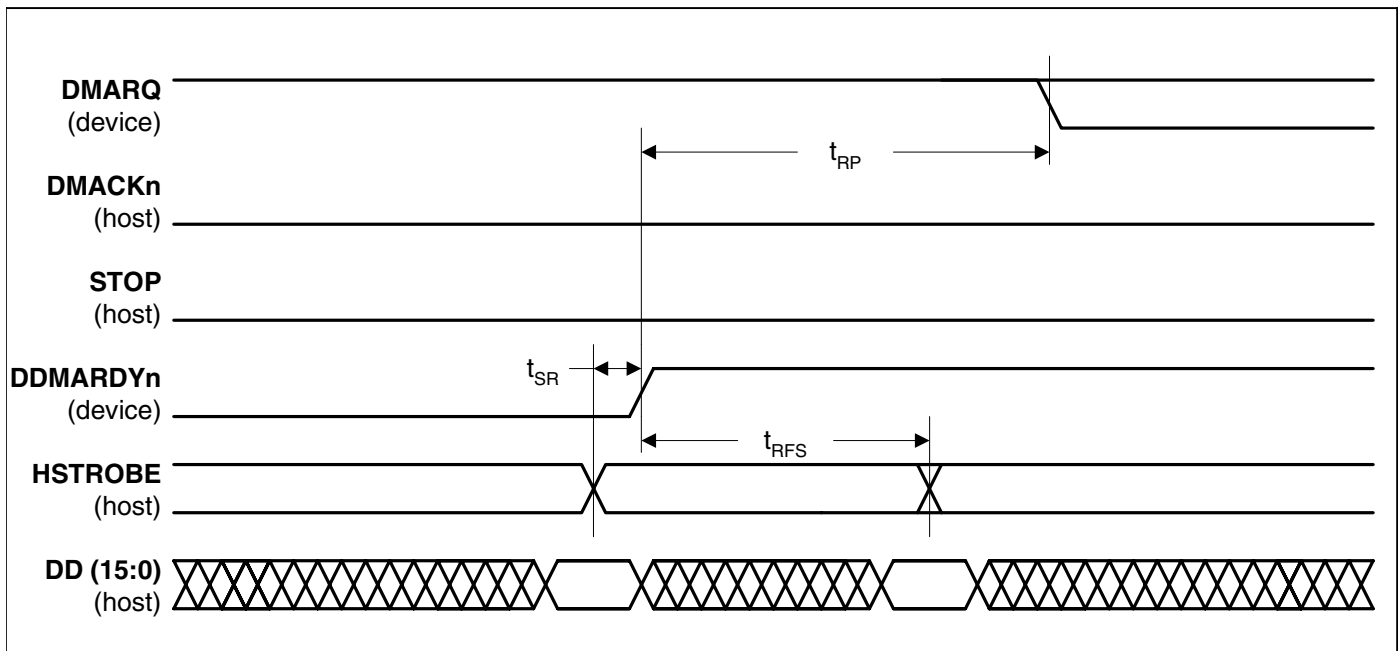 DMARQ
(device)
t_RP
DMACKn
(host)
STOP
(host)
t_SR
DDMARDYn
(device)
t_RFS
HSTROBE
(host)
DD (15:0)
(host)